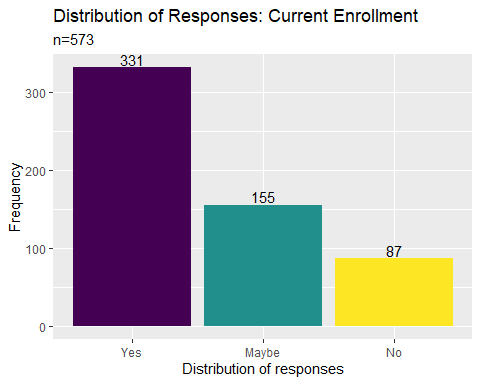 Distribution of Responses: Current Enrollment
n=573
331
300
Frequency
200
155
100
87
0
Yes Maybe No
Distribution of responses